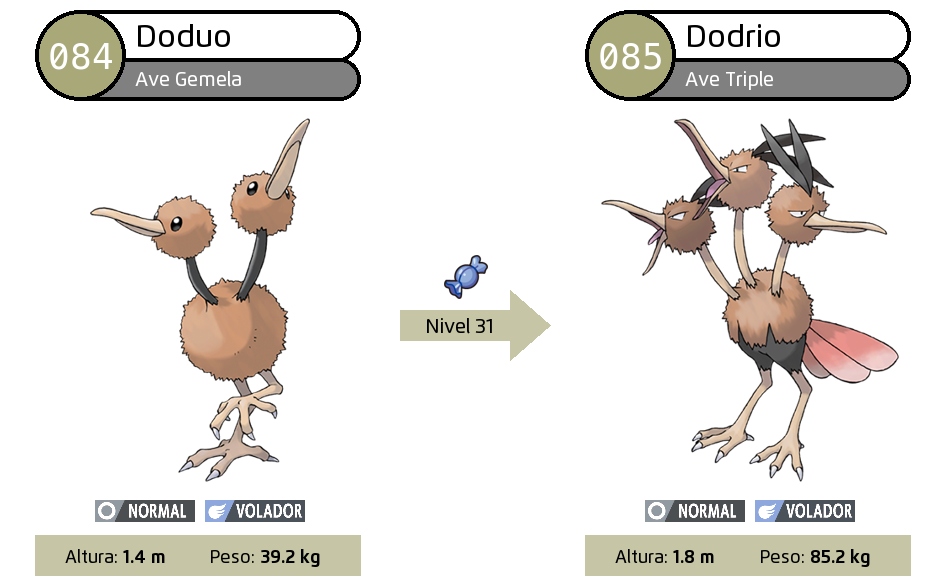 084
Doduo
Ave Gemela
085
Dodrio
Ave Triple
Nivel 31
NORMAL VOLADOR
NORMAL VOLADOR
Altura: 1.4 m Peso: 39.2 kg
Altura: 1.8 m Peso: 85.2 kg